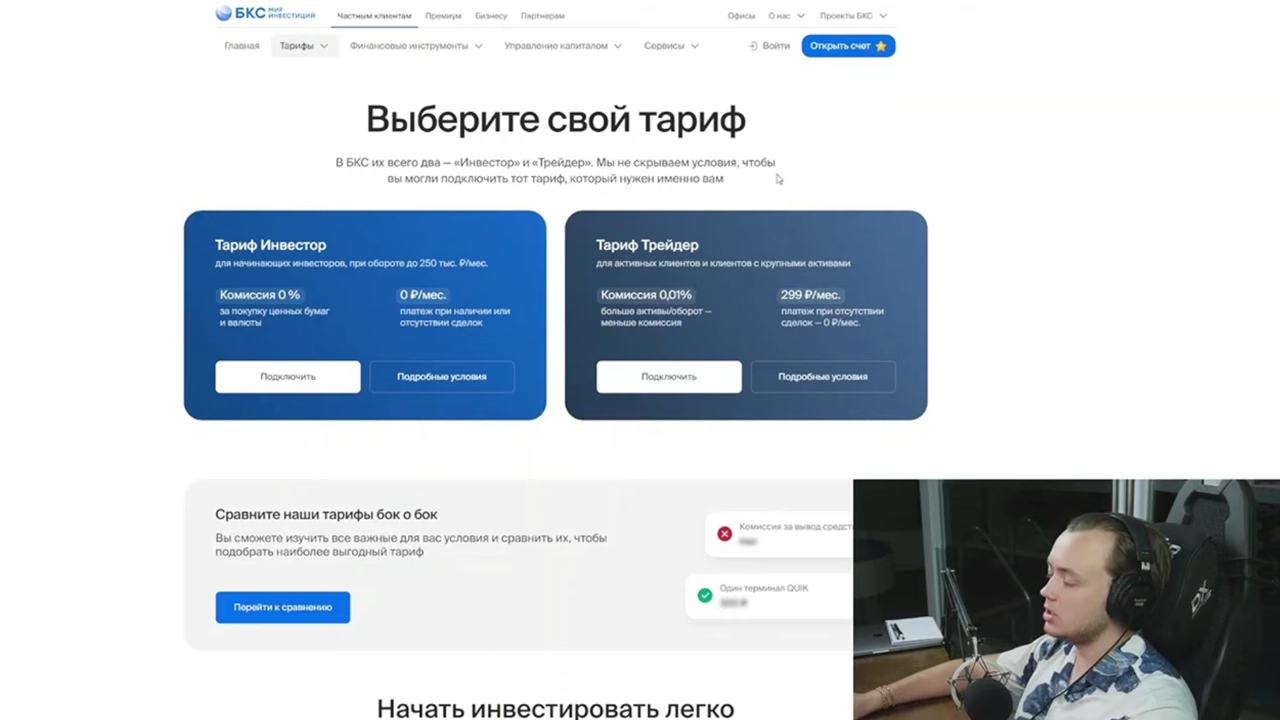 БКС МИР ИНВЕСТИЦИЙ
Частным клиентам Премиум Бизнесу Партнерам Офисы О нас Проекты БКС
Главная Тарифы Финансовые инструменты Управление капиталом Сервисы Войти Открыть счет
Выберите свой тариф
В БКС их всего два — «Инвестор» и «Трейдер». Мы не скрываем условия, чтобы
вы могли подключить тот тариф, который нужен именно вам
Тариф Инвестор
для начинающих инвесторов, при обороте до 250 тыс. ₽/мес.
Комиссия 0 %
за покупку ценных бумаг
и валюты
0 ₽/мес.
платеж при наличии или
отсутствии сделок
Подключить
Подробные условия
Тариф Трейдер
для активных клиентов и клиентов с крупными активами
Комиссия 0,01%
больше активы/оборот —
меньше комиссия
299 ₽/мес.
платеж при отсутствии
сделок — 0 ₽/мес.
Подключить
Подробные условия
Сравните наши тарифы бок о бок
Вы сможете изучить все важные для вас условия и сравнить их, чтобы
подобрать наиболее выгодный тариф
Перейти к сравнению
Комиссия за вывод средст
Один терминал QUIK
Начать инвестировать легко